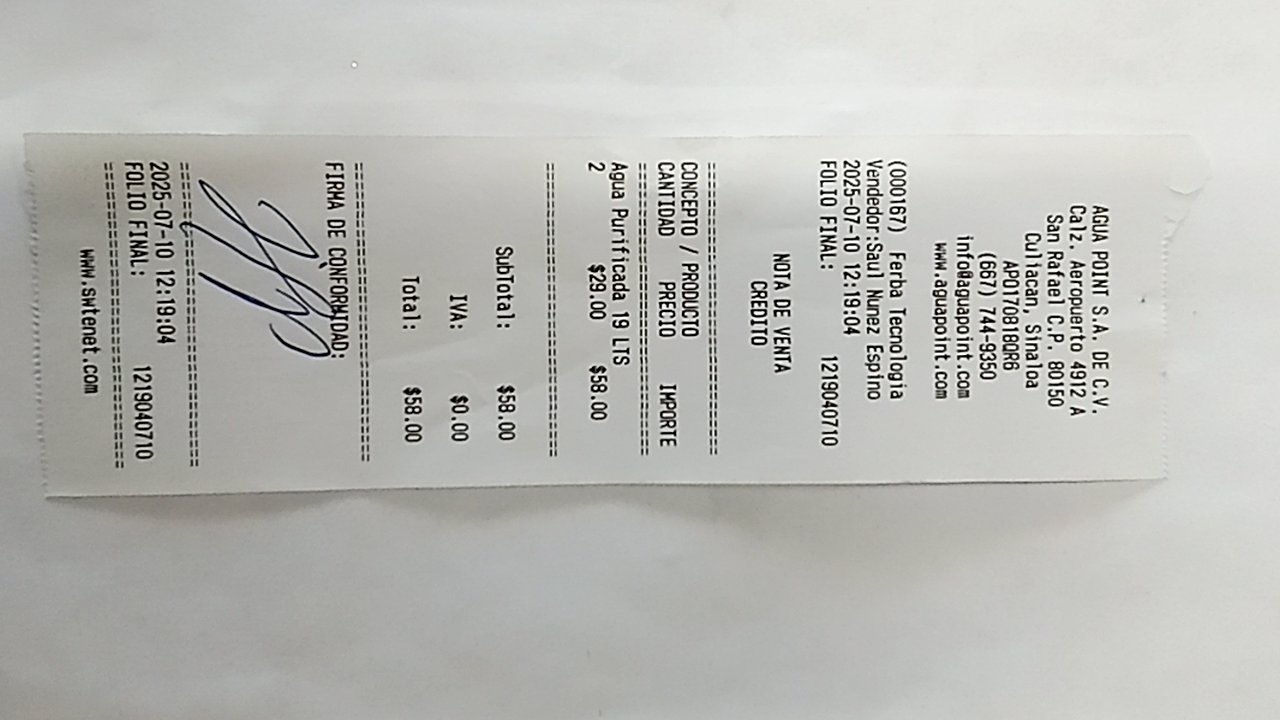 AGUA POINT S.A. DE C.V.
Calz. Aeropuerto 4912 A
San Rafael C.P. 80150
Culiacan, Sinaloa
APO170818QR6
(667) 744-9350
info@aguapoint.com
www.aguapoint.com
(000167) Ferba Tecnologia
Vendedor:Saul Nunez Espino
2025-07-10 12:19:04
FOLIO FINAL: 1219040710
NOTA DE VENTA
CREDITO
==============================
CONCEPTO / PRODUCTO
CANTIDAD PRECIO IMPORTE
==============================
Agua Purificada 19 LTS
2 $29.00 $58.00
==============================
SubTotal: $58.00
IVA: $0.00
Total: $58.00
==============================
FIRMA DE CONFORMIDAD:
==============================
2025-07-10 12:19:04
FOLIO FINAL: 1219040710
==============================
www.swtenet.com